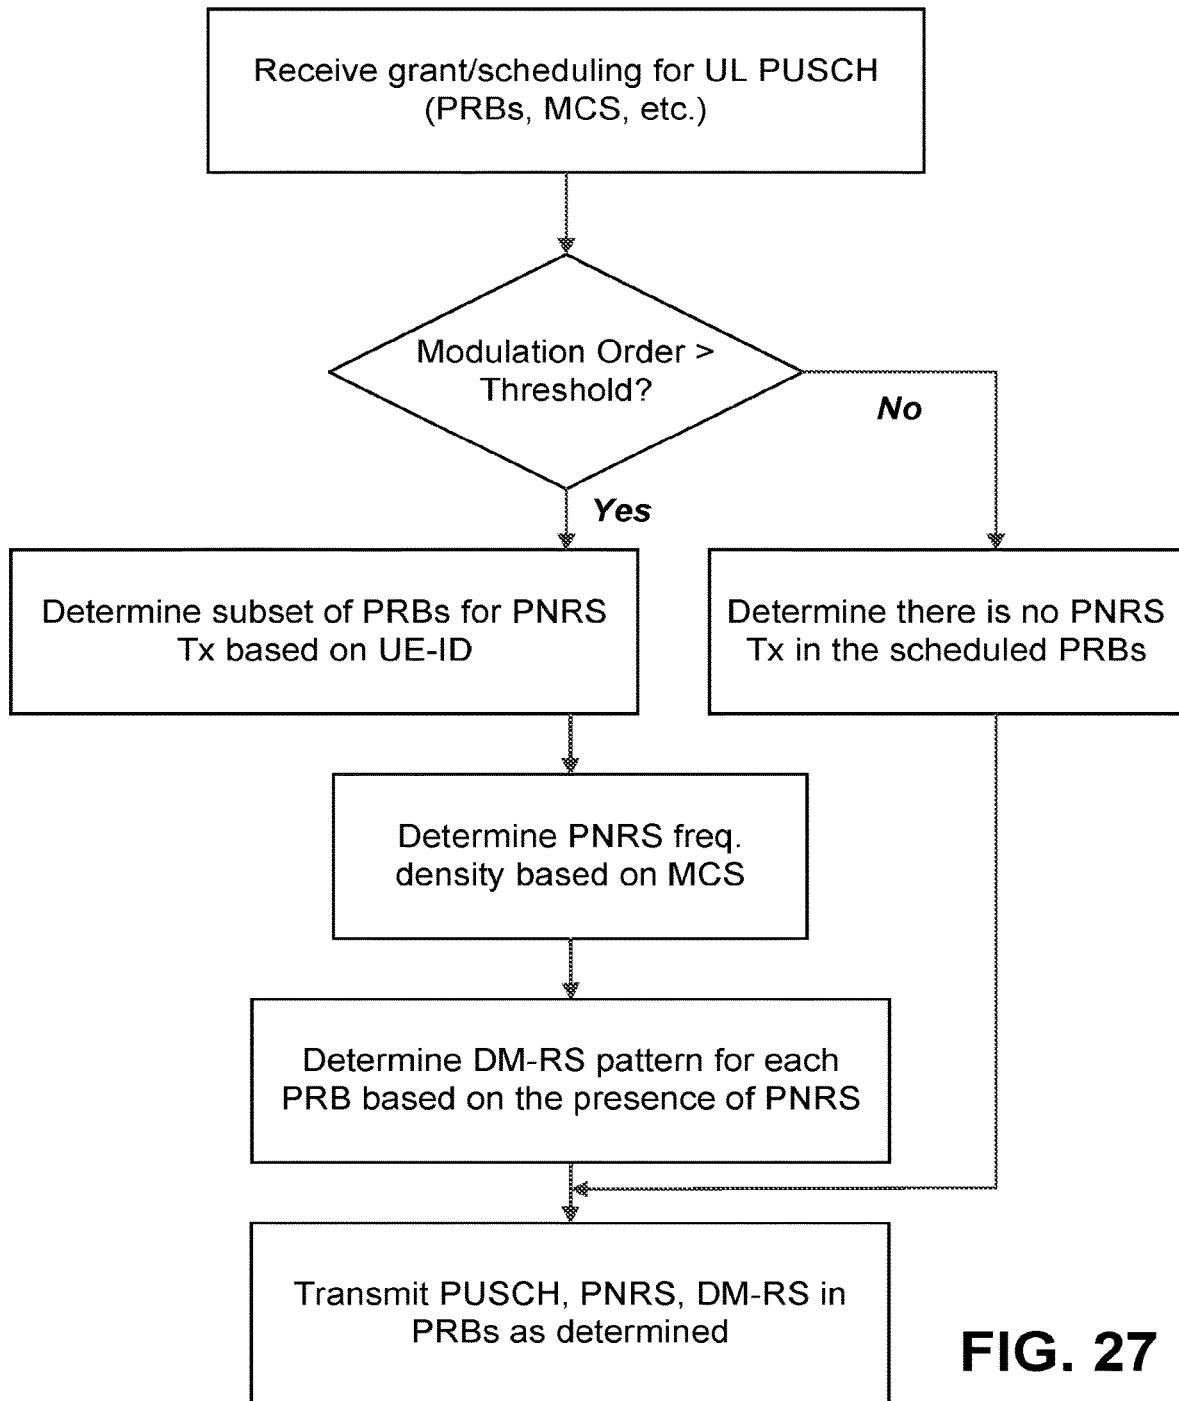 Receive grant/scheduling for UL PUSCH
(PRBs, MCS, etc.)
Modulation Order >
Threshold?
No
Yes
Determine subset of PRBs for PNRS
Tx based on UE-ID
Determine there is no PNRS
Tx in the scheduled PRBs
Determine PNRS freq.
density based on MCS
Determine DM-RS pattern for each
PRB based on the presence of PNRS
Transmit PUSCH, PNRS, DM-RS in
PRBs as determined
FIG. 27